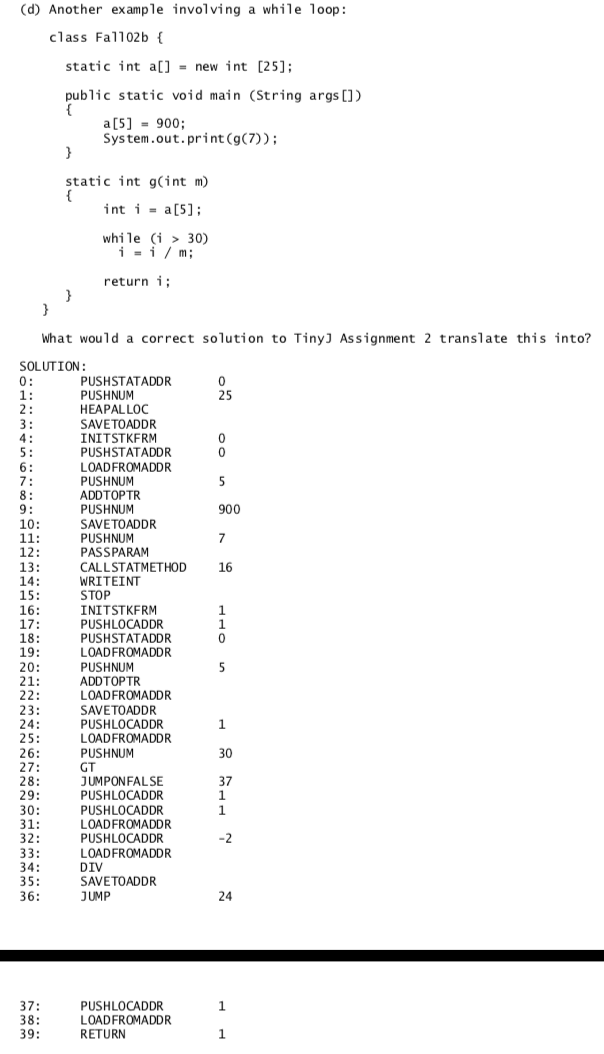 (d) Another example involving a while loop:
class Fall02b {
static int a[] = new int [25];
public static void main (String args[])
{
a[5] = 900;
System.out.print(g(7));
}
static int g(int m)
{
int i = a[5];
while (i > 30)
i = i / m;
return i;
}
}
What would a correct solution to TinyJ Assignment 2 translate this into?
SOLUTION:
0: PUSHSTATADDR 0
1: PUSHNUM 25
2: HEAPALLOC
3: SAVETOADDR
4: INITSTKFRM 0
5: PUSHSTATADDR 0
6: LOADFROMADDR
7: PUSHNUM 5
8: ADDTOPTR
9: PUSHNUM 900
10: SAVETOADDR
11: PUSHNUM 7
12: PASSPARAM
13: CALLSTATMETHOD 16
14: WRITEINT
15: STOP
16: INITSTKFRM 1
17: PUSHLOCADDR 1
18: PUSHSTATADDR 0
19: LOADFROMADDR
20: PUSHNUM 5
21: ADDTOPTR
22: LOADFROMADDR
23: SAVETOADDR
24: PUSHLOCADDR 1
25: LOADFROMADDR
26: PUSHNUM 30
27: GT
28: JUMPONFALSE 37
29: PUSHLOCADDR 1
30: PUSHLOCADDR 1
31: LOADFROMADDR
32: PUSHLOCADDR -2
33: LOADFROMADDR
34: DIV
35: SAVETOADDR
36: JUMP 24
37: PUSHLOCADDR 1
38: LOADFROMADDR
39: RETURN 1